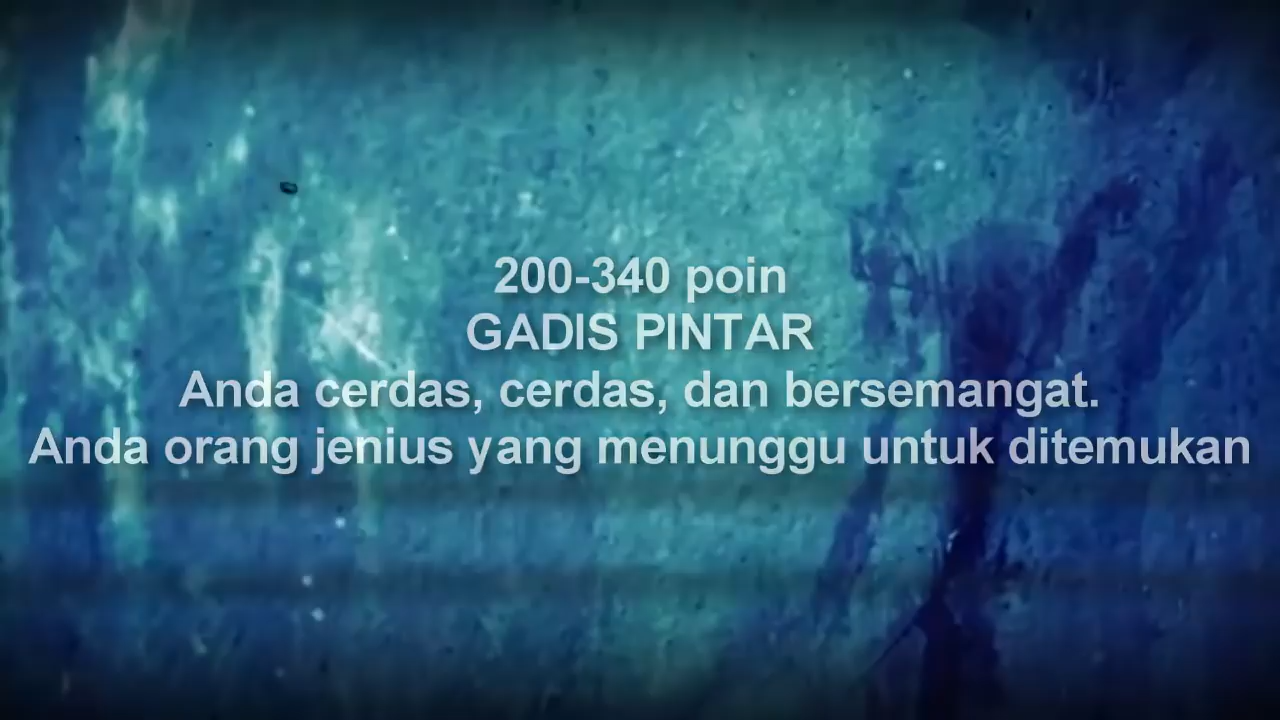 200-340 poin
GADIS PINTAR
Anda cerdas, cerdas, dan bersemangat.
Anda orang jenius yang menunggu untuk ditemukan